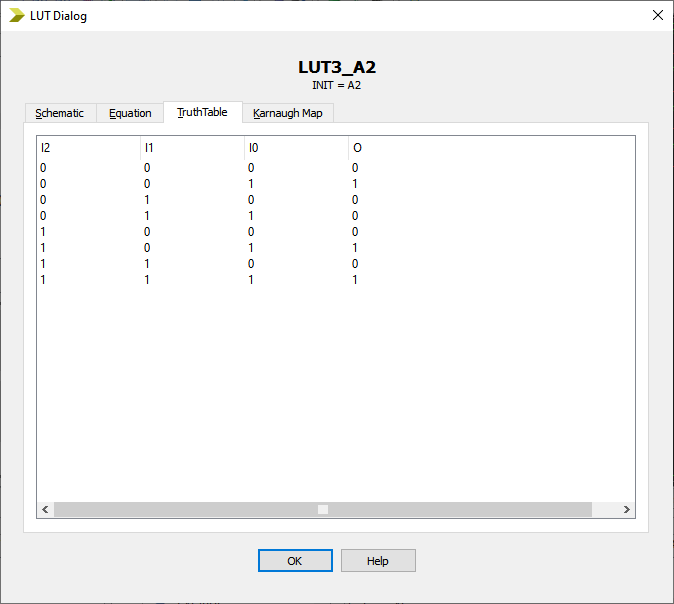 LUT Dialog
LUT3_A2
INIT = A2
Schematic Equation TruthTable Karnaugh Map
I2 I1 I0 O
0 0 0 0
0 0 1 1
0 1 0 0
0 1 1 0
1 0 0 0
1 0 1 1
1 1 0 0
1 1 1 1
OK Help